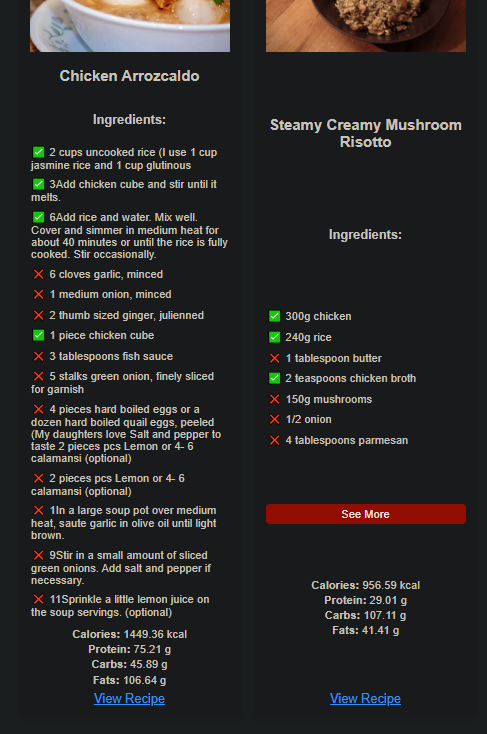 Chicken Arrozcaldo
Ingredients:
✅ 2 cups uncooked rice (I use 1 cup
jasmine rice and 1 cup glutinous
✅ 3Add chicken cube and stir until it
melts.
✅ 6Add rice and water. Mix well.
Cover and simmer in medium heat for
about 40 minutes or until the rice is fully
cooked. Stir occasionally.
❌ 6 cloves garlic, minced
❌ 1 medium onion, minced
❌ 2 thumb sized ginger, julienned
✅ 1 piece chicken cube
❌ 3 tablespoons fish sauce
❌ 5 stalks green onion, finely sliced
for garnish
❌ 4 pieces hard boiled eggs or a
dozen hard boiled quail eggs, peeled
(My daughters love Salt and pepper to
taste 2 pieces pcs Lemon or 4- 6
calamansi (optional)
❌ 2 pieces pcs Lemon or 4- 6
calamansi (optional)
❌ 1In a large soup pot over medium
heat, saute garlic in olive oil until light
brown.
❌ 9Stir in a small amount of sliced
green onions. Add salt and pepper if
necessary.
❌ 11Sprinkle a little lemon juice on
the soup servings. (optional)
Calories: 1449.36 kcal
Protein: 75.21 g
Carbs: 45.89 g
Fats: 106.64 g
View Recipe
Steamy Creamy Mushroom
Risotto
Ingredients:
✅ 300g chicken
✅ 240g rice
❌ 1 tablespoon butter
✅ 2 teaspoons chicken broth
❌ 150g mushrooms
❌ 1/2 onion
❌ 4 tablespoons parmesan
See More
Calories: 956.59 kcal
Protein: 29.01 g
Carbs: 107.11 g
Fats: 41.41 g
View Recipe